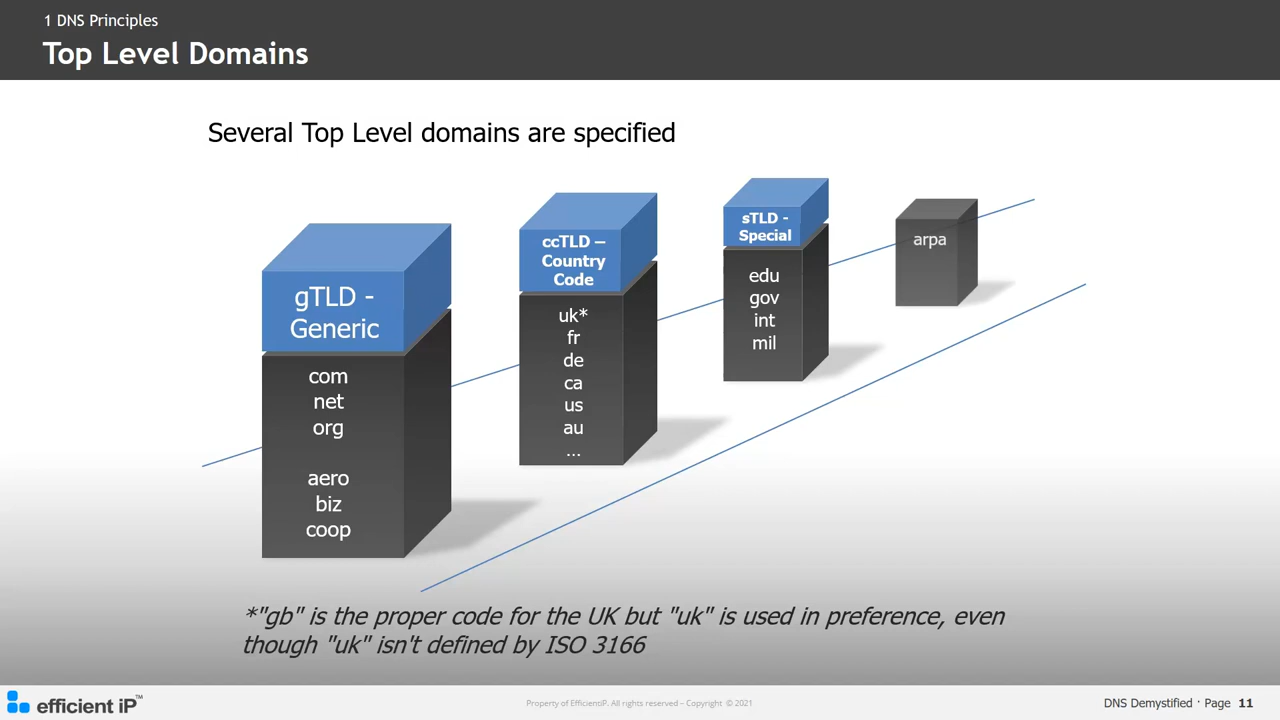 1 DNS Principles
Top Level Domains
Several Top Level domains are specified
gTLD -
Generic
com
net
org
aero
biz
coop
ccTLD –
Country
Code
uk*
fr
de
ca
us
au
...
sTLD -
Special
edu
gov
int
mil
arpa
*"gb" is the proper code for the UK but "uk" is used in preference, even
though "uk" isn't defined by ISO 3166
efficient iP™
Property of EfficientiP. All rights reserved – Copyright © 2021
DNS Demystified · Page 11